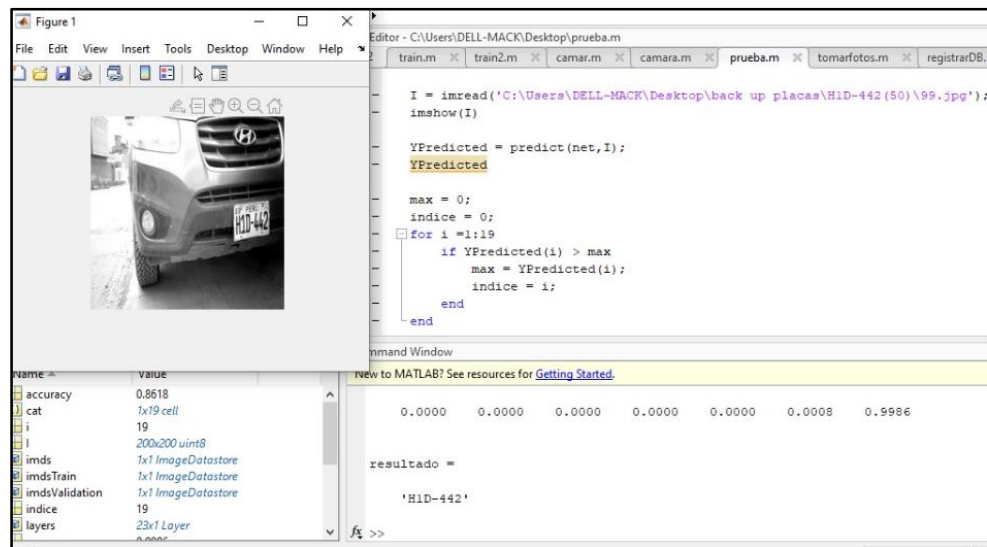 Figure 1
File Edit View Insert Tools Desktop Window Help
PERU
H1D-442
Editor - C:\Users\DELL-MACK\Desktop\prueba.m
2 train.m train2.m camar.m camara.m prueba.m tomarfotos.m registrarDB.
I = imread('C:\Users\DELL-MACK\Desktop\back up placas\H1D-442(50)\99.jpg');
imshow(I)
YPredicted = predict(net,I);
YPredicted
max = 0;
indice = 0;
for i =1:19
if YPredicted(i) > max
max = YPredicted(i);
indice = i;
end
end
Name Value
accuracy 0.8618
cat 1x19 cell
i 19
I 200x200 uint8
imds 1x1 ImageDatastore
imdsTrain 1x1 ImageDatastore
imdsValidation 1x1 ImageDatastore
indice 19
layers 23x1 Layer
mmand Window
New to MATLAB? See resources for Getting Started.
0.0000 0.0000 0.0000 0.0000 0.0000 0.0008 0.9986
resultado =
'H1D-442'
fx >>